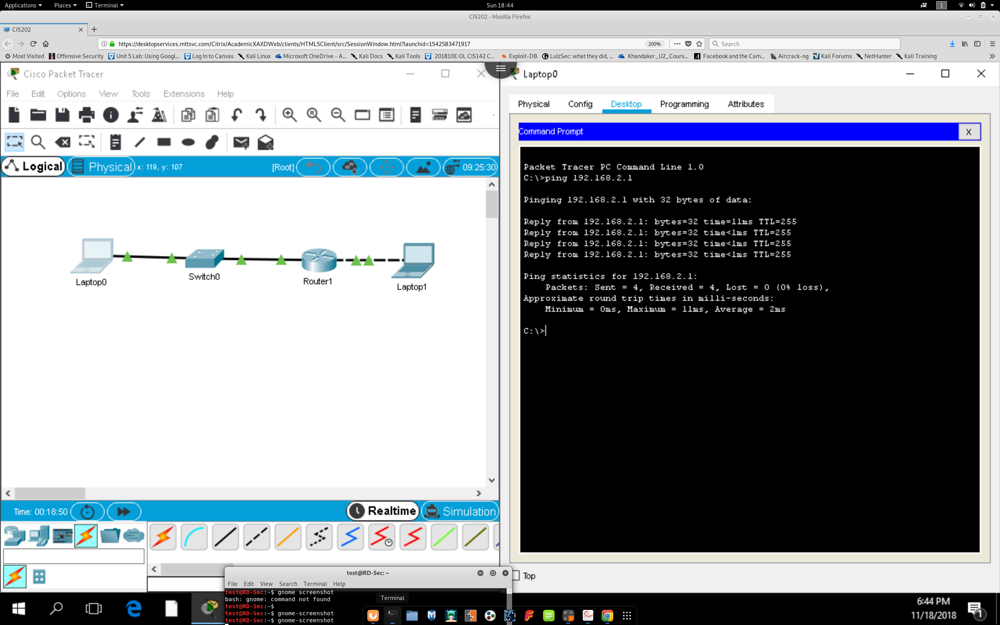 Applications Places Terminal Sun 18:44 1
CIS202 - Mozilla Firefox
CIS202
https://desktopservices.mttsvc.com/Citrix/AcademicXAXDWeb/clients/HTML5Client/src/SessionWindow.html?launchid=1542583471917 200% Search
Most Visited Offensive Security Unit 5 Lab: Using Googl... Log In to Canvas Kali Linux Microsoft OneDrive - A... Kali Docs Kali Tools 201810E OL CIS142 C... Exploit-DB LulzSec: what they did, ... Khandaker_U2_Cours... Facebook and the Cam... Aircrack-ng Kali Forums NetHunter Kali Training
Cisco Packet Tracer
File Edit Options View Tools Extensions Help
Logical Physical x: 119, y: 107 [Root] 09:25:30
Laptop0
Switch0
Router1
Laptop1
Time: 00:18:50 Realtime Simulation
Laptop0
Physical Config Desktop Programming Attributes
Command Prompt X
Packet Tracer PC Command Line 1.0
C:\>ping 192.168.2.1
Pinging 192.168.2.1 with 32 bytes of data:
Reply from 192.168.2.1: bytes=32 time=11ms TTL=255
Reply from 192.168.2.1: bytes=32 time<1ms TTL=255
Reply from 192.168.2.1: bytes=32 time<1ms TTL=255
Reply from 192.168.2.1: bytes=32 time<1ms TTL=255
Ping statistics for 192.168.2.1:
Packets: Sent = 4, Received = 4, Lost = 0 (0% loss),
Approximate round trip times in milli-seconds:
Minimum = 0ms, Maximum = 11ms, Average = 2ms
C:\>
Top
test@RD-Sec: ~
File Edit View Search Terminal Help
test@RD-Sec:~$ gnome screenshot
bash: gnome: command not found
test@RD-Sec:~$
test@RD-Sec:~$ gnome-screenshot
test@RD-Sec:~$ gnome-screenshot
Terminal
6:44 PM
11/18/2018
1